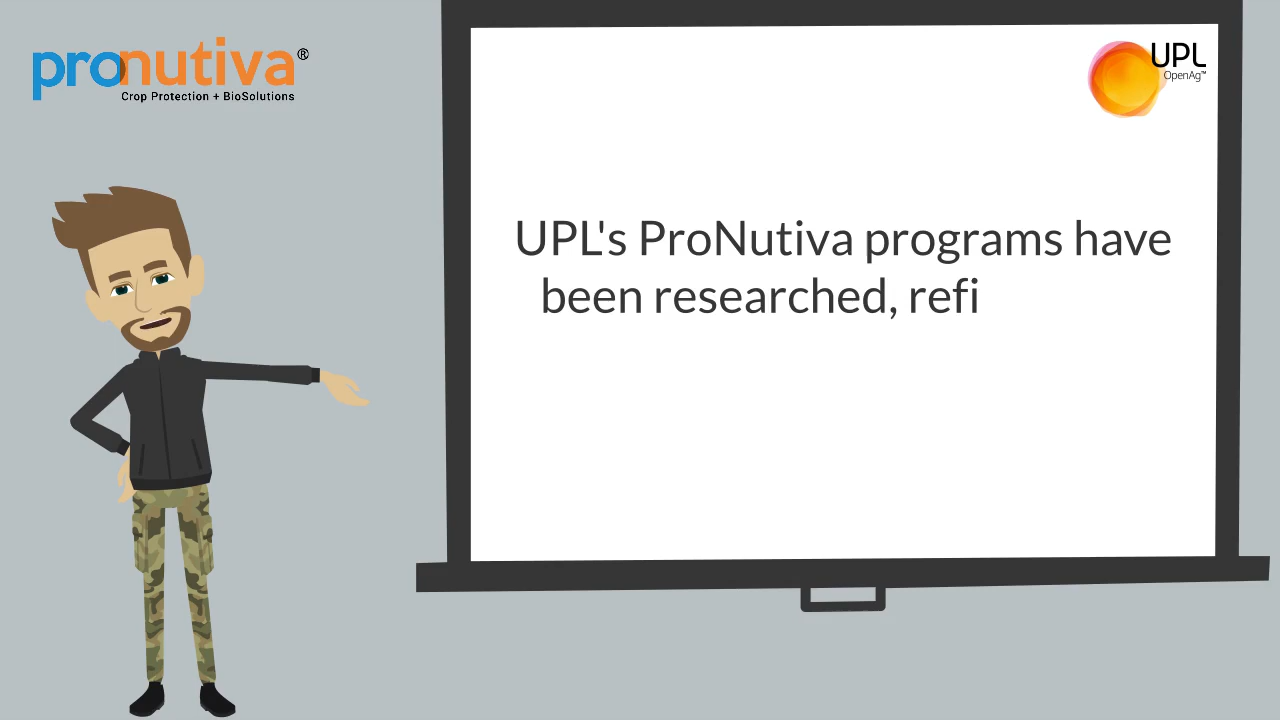 pronutiva®
Crop Protection + BioSolutions
UPL
OpenAg™
UPL's ProNutiva programs have
been researched, refi